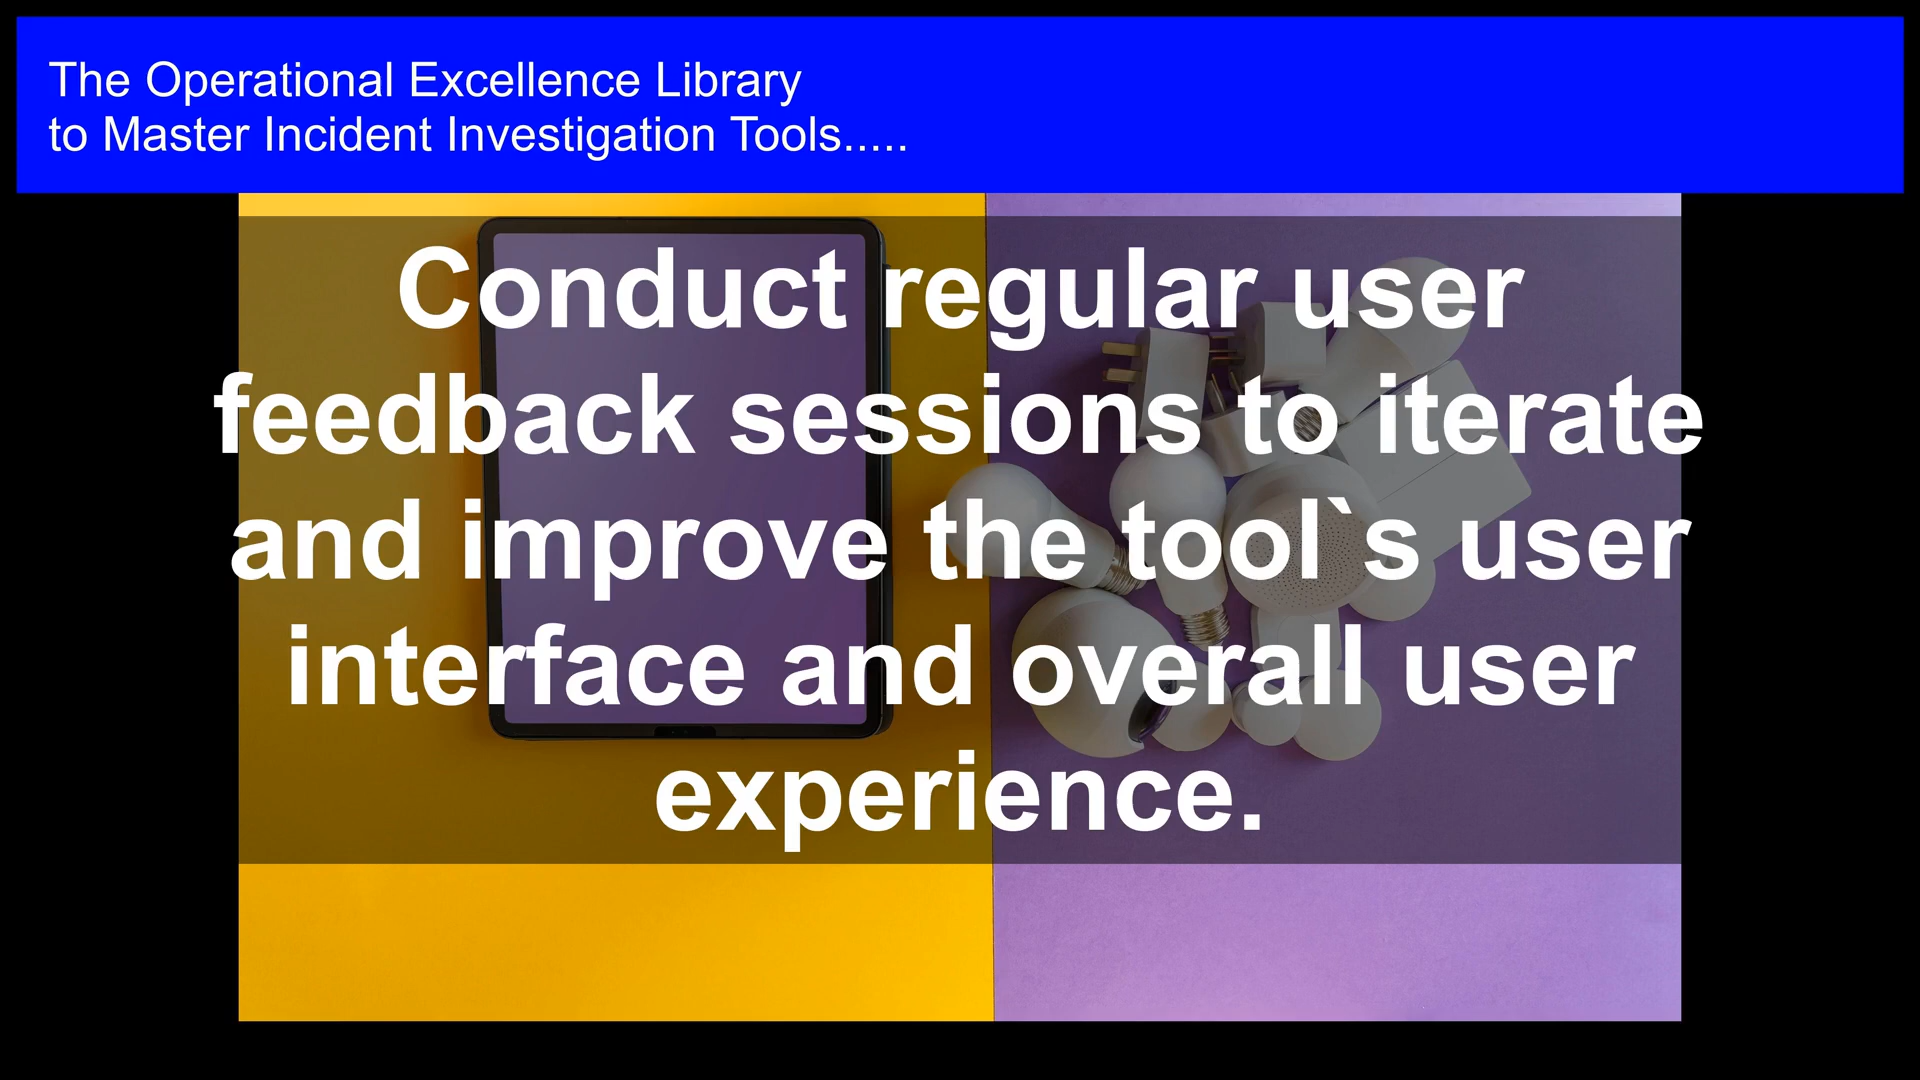 The Operational Excellence Library
to Master Incident Investigation Tools.....
Conduct regular user
feedback sessions to iterate
and improve the tool`s user
interface and overall user
experience.